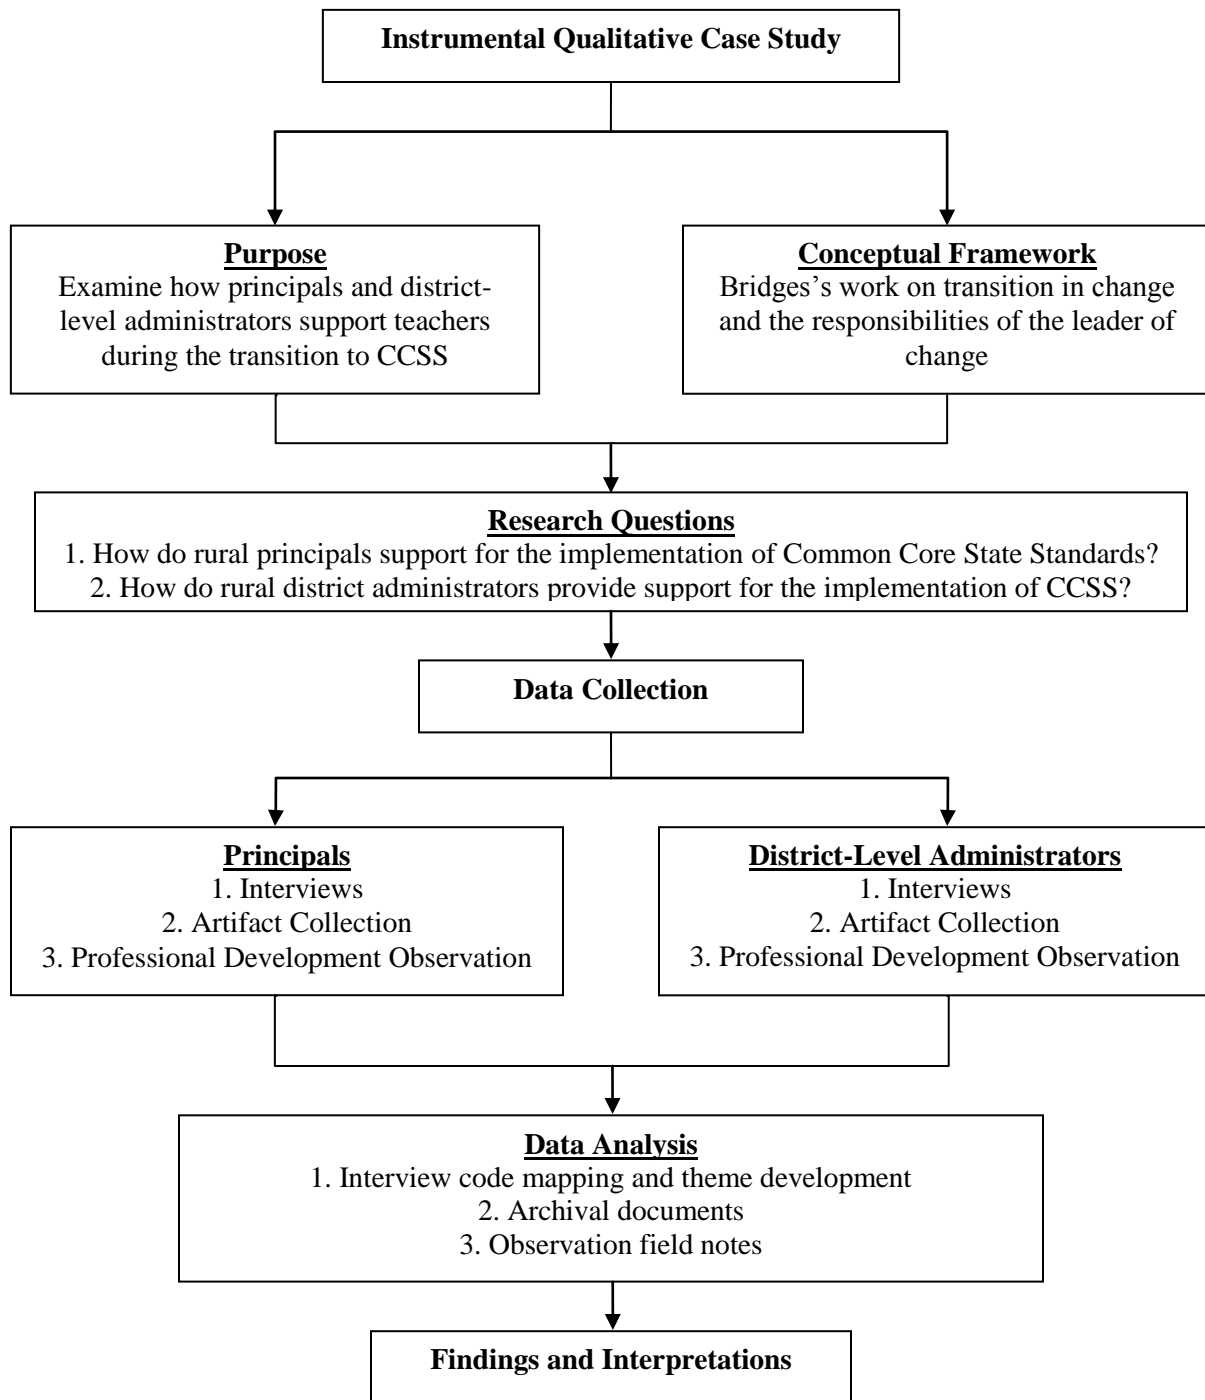 Instrumental Qualitative Case Study
Purpose
Examine how principals and district-
level administrators support teachers
during the transition to CCSS
Conceptual Framework
Bridges's work on transition in change
and the responsibilities of the leader of
change
Research Questions
1. How do rural principals support for the implementation of Common Core State Standards?
2. How do rural district administrators provide support for the implementation of CCSS?
Data Collection
Principals
1. Interviews
2. Artifact Collection
3. Professional Development Observation
District-Level Administrators
1. Interviews
2. Artifact Collection
3. Professional Development Observation
Data Analysis
1. Interview code mapping and theme development
2. Archival documents
3. Observation field notes
Findings and Interpretations